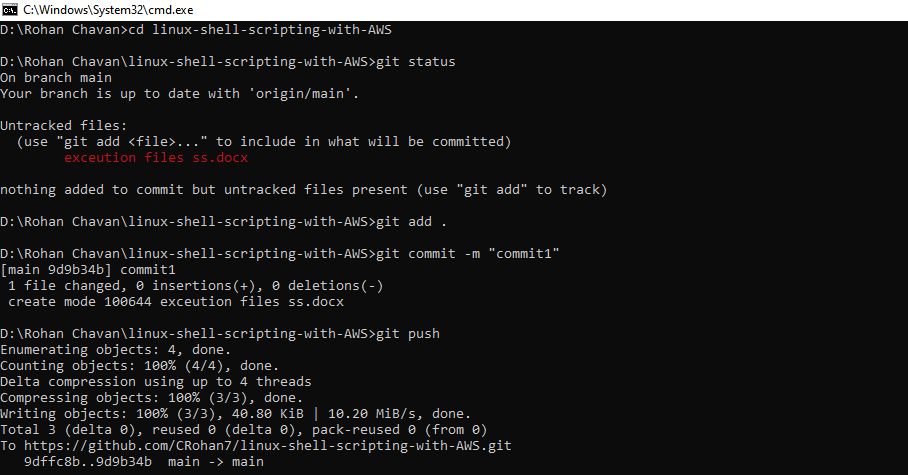 C:\Windows\System32\cmd.exe
D:\Rohan Chavan>cd linux-shell-scripting-with-AWS
D:\Rohan Chavan\linux-shell-scripting-with-AWS>git status
On branch main
Your branch is up to date with 'origin/main'.
Untracked files:
  (use "git add <file>..." to include in what will be committed)
        exceution files ss.docx
nothing added to commit but untracked files present (use "git add" to track)
D:\Rohan Chavan\linux-shell-scripting-with-AWS>git add .
D:\Rohan Chavan\linux-shell-scripting-with-AWS>git commit -m "commit1"
[main 9d9b34b] commit1
 1 file changed, 0 insertions(+), 0 deletions(-)
 create mode 100644 exceution files ss.docx
D:\Rohan Chavan\linux-shell-scripting-with-AWS>git push
Enumerating objects: 4, done.
Counting objects: 100% (4/4), done.
Delta compression using up to 4 threads
Compressing objects: 100% (3/3), done.
Writing objects: 100% (3/3), 40.80 KiB | 10.20 MiB/s, done.
Total 3 (delta 0), reused 0 (delta 0), pack-reused 0 (from 0)
To https://github.com/CRohan7/linux-shell-scripting-with-AWS.git
   9dffc8b..9d9b34b  main -> main